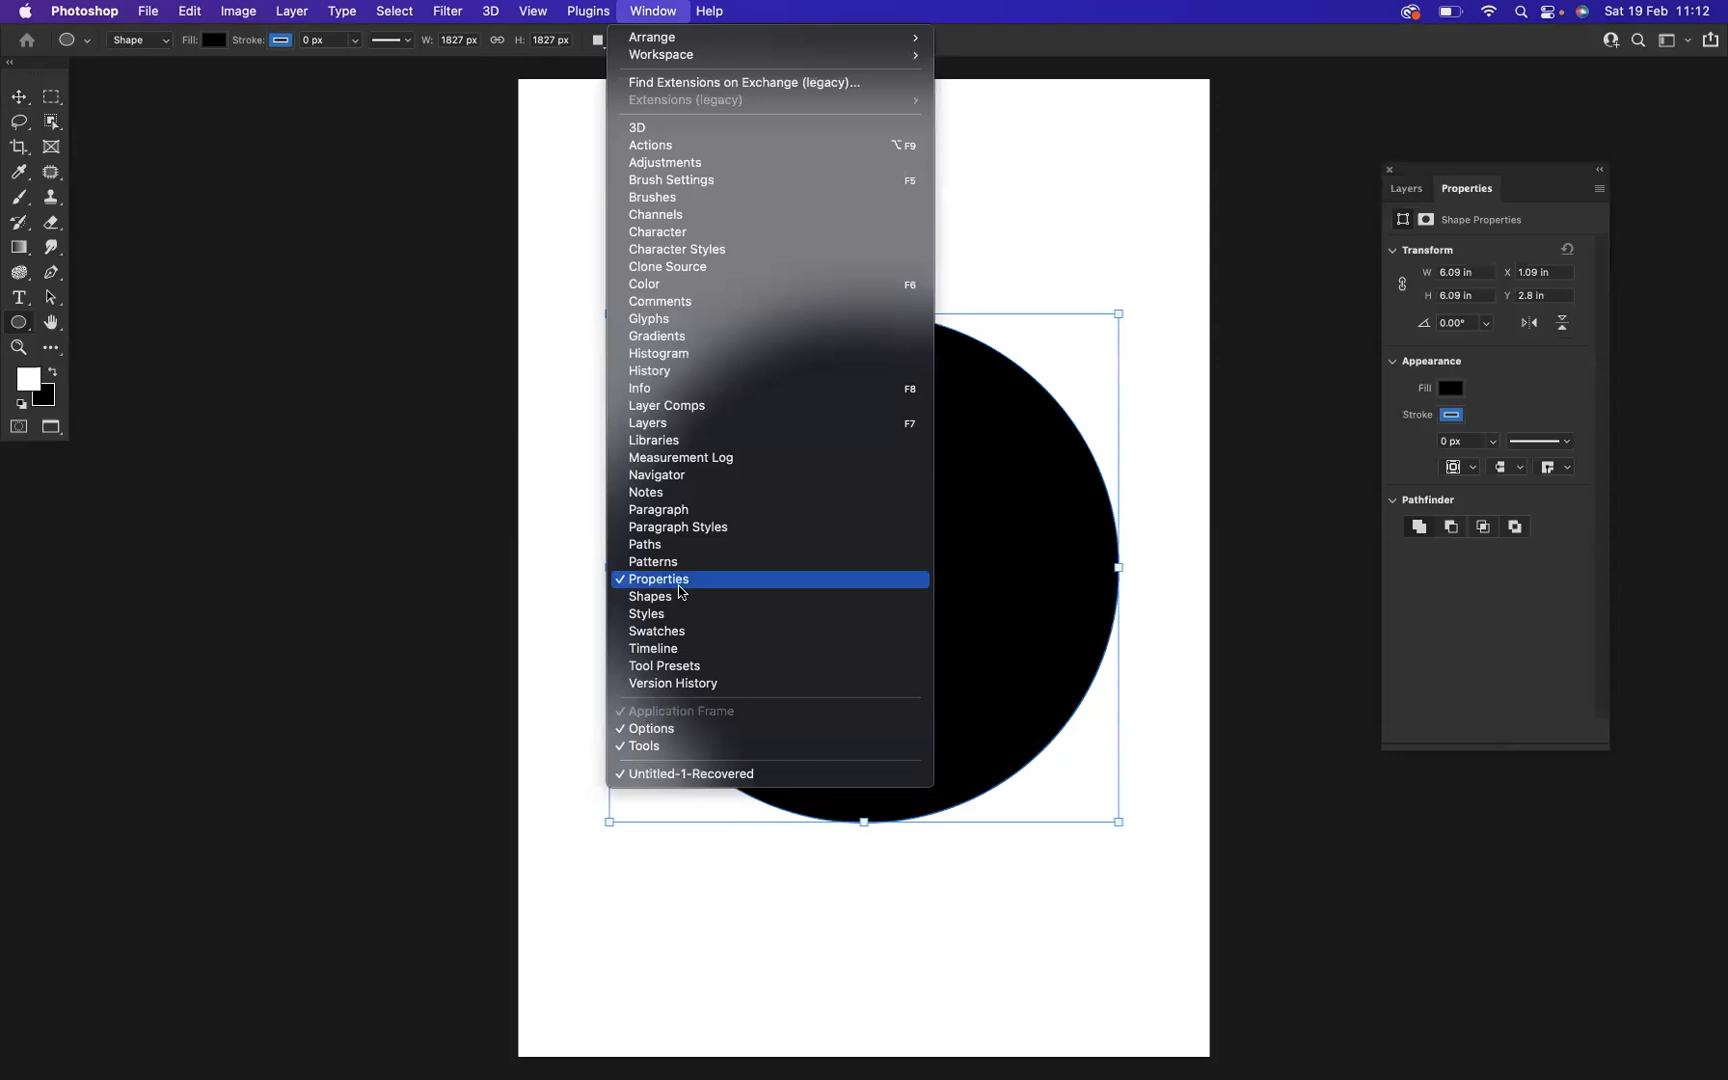 Photoshop File Edit Image Layer Type Select Filter 3D View Plugins Window Help Sat 19 Feb 11:12
Shape Fill: Stroke: 0 px W: 1827 px H: 1827 px
Arrange
Workspace
Find Extensions on Exchange (legacy)...
Extensions (legacy)
3D
Actions ⌥F9
Adjustments
Brush Settings F5
Brushes
Channels
Character
Character Styles
Clone Source
Color F6
Comments
Glyphs
Gradients
Histogram
History
Info F8
Layer Comps
Layers F7
Libraries
Measurement Log
Navigator
Notes
Paragraph
Paragraph Styles
Paths
Patterns
✓ Properties
Shapes
Styles
Swatches
Timeline
Tool Presets
Version History
✓ Application Frame
✓ Options
✓ Tools
✓ Untitled-1-Recovered
Layers Properties
Shape Properties
Transform
W 6.09 in X 1.09 in
H 6.09 in Y 2.8 in
0.00°
Appearance
Fill
Stroke
0 px
Pathfinder